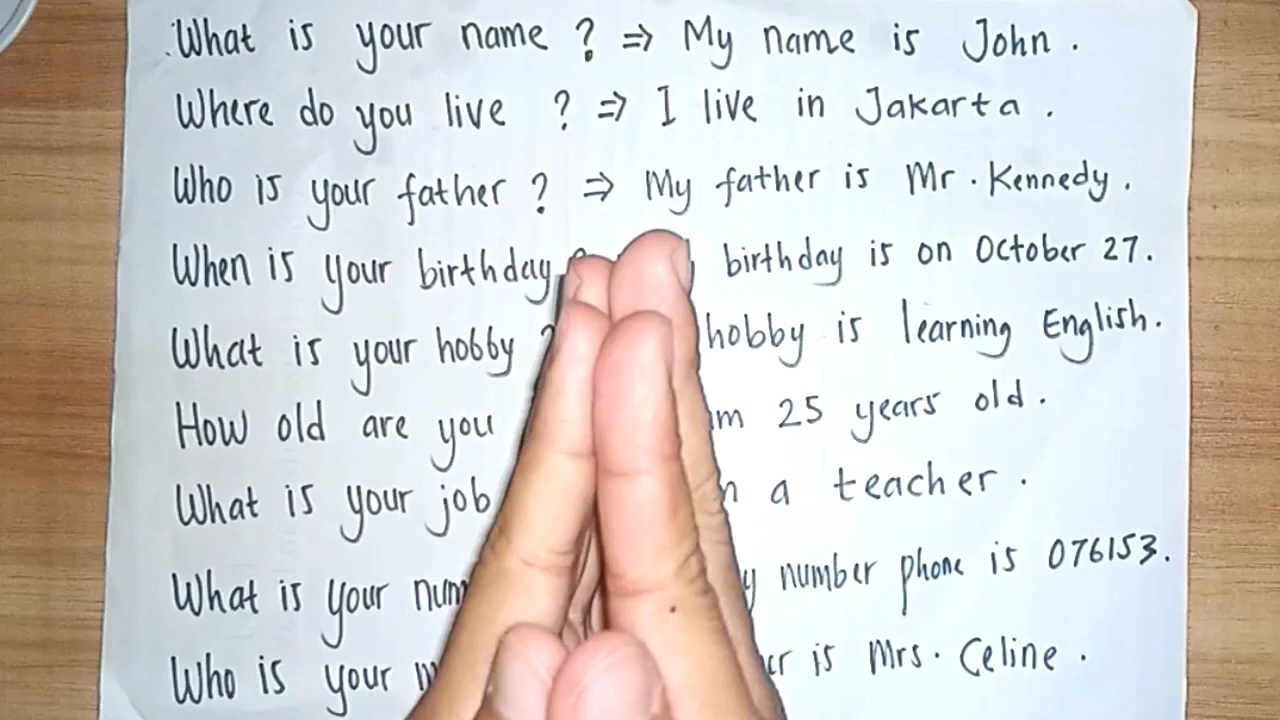 What is your name ? ⇒ My name is John .
Where do you live ? ⇒ I live in Jakarta .
Who is your father ? ⇒ My father is Mr . Kennedy .
When is your birthday birthday is on October 27 .
What is your hobby ? hobby is learning English .
How old are you 25 years old .
What is your job a teacher .
What is your number phone is 076153 .
Who is your is Mrs . Celine .